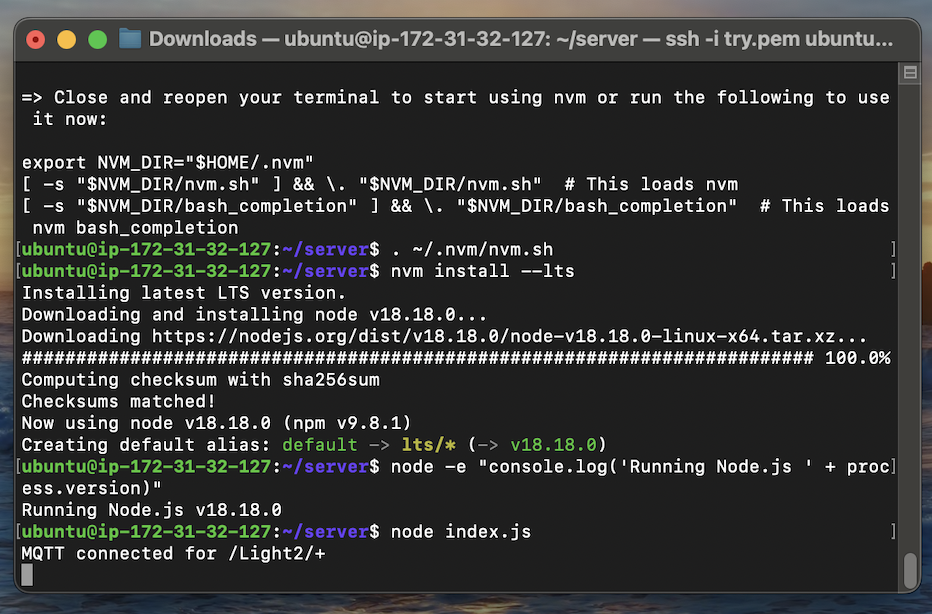 Downloads — ubuntu@ip-172-31-32-127: ~/server — ssh -i try.pem ubuntu...
=> Close and reopen your terminal to start using nvm or run the following to use
 it now:
export NVM_DIR="$HOME/.nvm"
[ -s "$NVM_DIR/nvm.sh" ] && \. "$NVM_DIR/nvm.sh"  # This loads nvm
[ -s "$NVM_DIR/bash_completion" ] && \. "$NVM_DIR/bash_completion"  # This loads
 nvm bash_completion
[ubuntu@ip-172-31-32-127:~/server$ . ~/.nvm/nvm.sh ]
[ubuntu@ip-172-31-32-127:~/server$ nvm install --lts ]
Installing latest LTS version.
Downloading and installing node v18.18.0...
Downloading https://nodejs.org/dist/v18.18.0/node-v18.18.0-linux-x64.tar.xz...
######################################################################### 100.0%
Computing checksum with sha256sum
Checksums matched!
Now using node v18.18.0 (npm v9.8.1)
Creating default alias: default -> lts/* (-> v18.18.0)
[ubuntu@ip-172-31-32-127:~/server$ node -e "console.log('Running Node.js ' + proc]
ess.version)"
Running Node.js v18.18.0
[ubuntu@ip-172-31-32-127:~/server$ node index.js ]
MQTT connected for /Light2/+